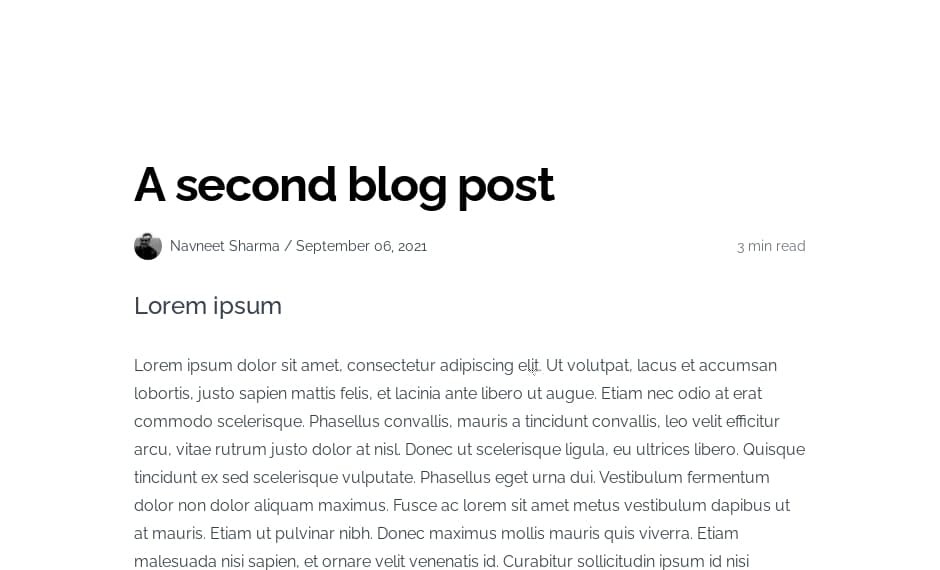 A second blog post
Navneet Sharma / September 06, 2021
3 min read
Lorem ipsum
Lorem ipsum dolor sit amet, consectetur adipiscing elit. Ut volutpat, lacus et accumsan
lobortis, justo sapien mattis felis, et lacinia ante libero ut augue. Etiam nec odio at erat
commodo scelerisque. Phasellus convallis, mauris a tincidunt convallis, leo velit efficitur
arcu, vitae rutrum justo dolor at nisl. Donec ut scelerisque ligula, eu ultrices libero. Quisque
tincidunt ex sed scelerisque vulputate. Phasellus eget urna dui. Vestibulum fermentum
dolor non dolor aliquam maximus. Fusce ac lorem sit amet metus vestibulum dapibus ut
at mauris. Etiam ut pulvinar nibh. Donec maximus mollis mauris quis viverra. Etiam
malesuada nisi sapien, et ornare velit venenatis id. Curabitur sollicitudin ipsum id nisi